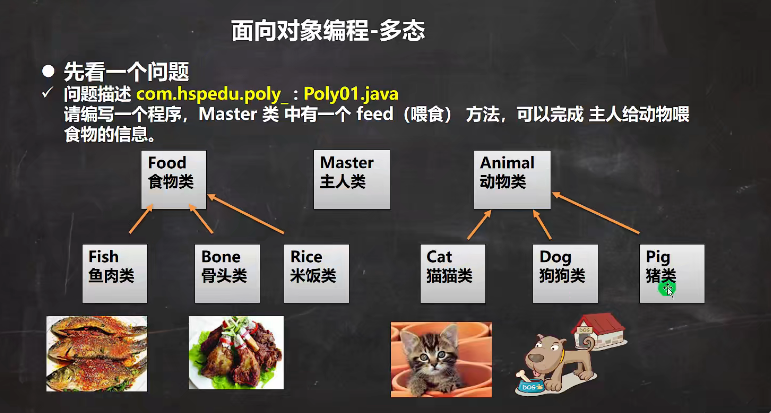 面向对象编程-多态
● 先看一个问题
✓ 问题描述 com.hspedu.poly_ : Poly01.java
请编写一个程序，Master 类 中有一个 feed（喂食） 方法，可以完成 主人给动物喂
食物的信息。
Food
食物类
Master
主人类
Animal
动物类
Fish
鱼肉类
Bone
骨头类
Rice
米饭类
Cat
猫猫类
Dog
狗狗类
Pig
猪类
DOG
DOG